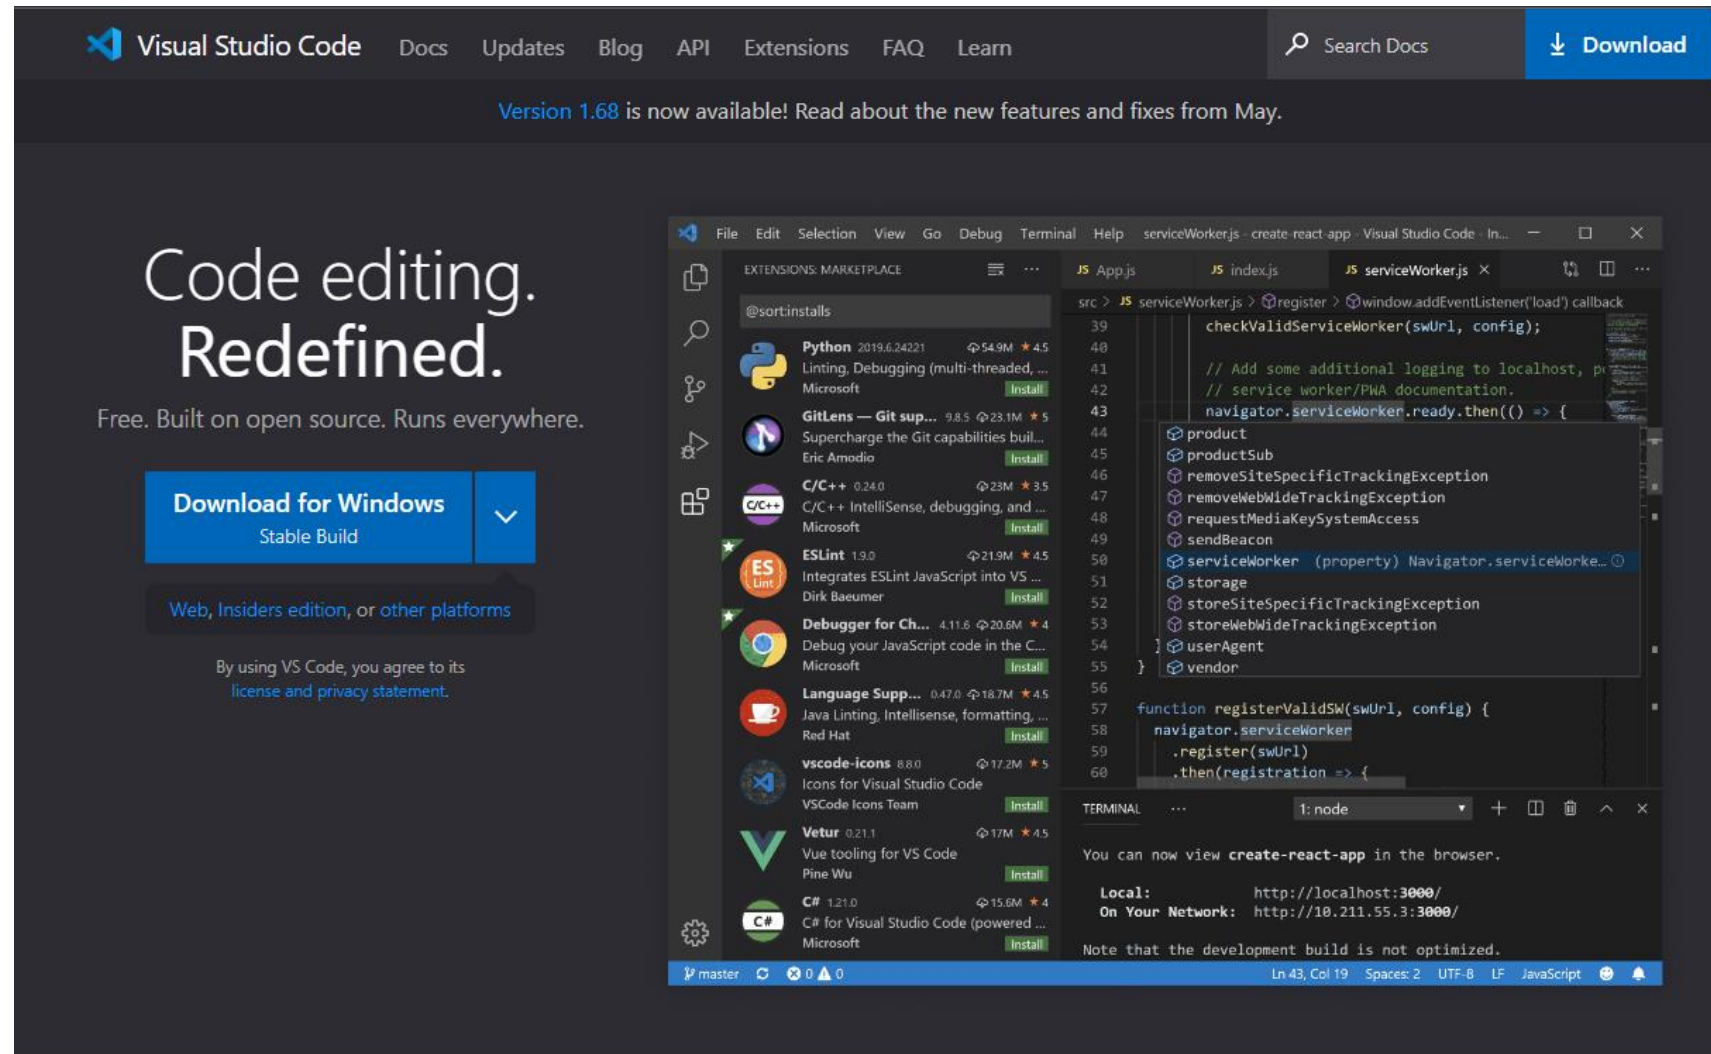 Visual Studio Code Docs Updates Blog API Extensions FAQ Learn Search Docs Download
Version 1.68 is now available! Read about the new features and fixes from May.
Code editing.
Redefined.
Free. Built on open source. Runs everywhere.
Download for Windows
Stable Build
Web, Insiders edition, or other platforms
By using VS Code, you agree to its
license and privacy statement.
File Edit Selection View Go Debug Terminal Help serviceWorker.js - create-react-app - Visual Studio Code - In...
EXTENSIONS: MARKETPLACE
@sort:installs
Python 2019.6.24221 54.9M 4.5
Linting, Debugging (multi-threaded, ...
Microsoft Install
GitLens — Git sup... 9.8.5 23.1M 5
Supercharge the Git capabilities buil...
Eric Amodio Install
C/C++
C/C++ 0.24.0 23M 3.5
C/C++ IntelliSense, debugging, and ...
Microsoft Install
ES
Lint
ESLint 1.9.0 21.9M 4.5
Integrates ESLint JavaScript into VS ...
Dirk Baeumer Install
Debugger for Ch... 4.11.6 20.6M 4
Debug your JavaScript code in the C...
Microsoft Install
Language Supp... 0.47.0 18.7M 4.5
Java Linting, Intellisense, formatting, ...
Red Hat Install
vscode-icons 8.8.0 17.2M 5
Icons for Visual Studio Code
VSCode Icons Team Install
Vetur 0.21.1 17M 4.5
Vue tooling for VS Code
Pine Wu Install
C#
C# 1.21.0 15.6M 4
C# for Visual Studio Code (powered ...
Microsoft Install
JS App.js JS index.js JS serviceWorker.js
src > JS serviceWorker.js > register > window.addEventListener('load') callback
39 checkValidServiceWorker(swUrl, config);
40
41 // Add some additional logging to localhost, p
42 // service worker/PWA documentation.
43 navigator.serviceWorker.ready.then(() => {
44 product
45 productSub
46 removeSiteSpecificTrackingException
47 removeWebWideTrackingException
48 requestMediaKeySystemAccess
49 sendBeacon
50 serviceWorker (property) Navigator.serviceWorke...
51 storage
52 storeSiteSpecificTrackingException
53 storeWebWideTrackingException
54 } userAgent
55 } vendor
56
57 function registerValidSW(swUrl, config) {
58 navigator.serviceWorker
59 .register(swUrl)
60 .then(registration => {
TERMINAL ... 1: node
You can now view create-react-app in the browser.
Local: http://localhost:3000/
On Your Network: http://10.211.55.3:3000/
Note that the development build is not optimized.
master 0 0 Ln 43, Col 19 Spaces: 2 UTF-8 LF JavaScript